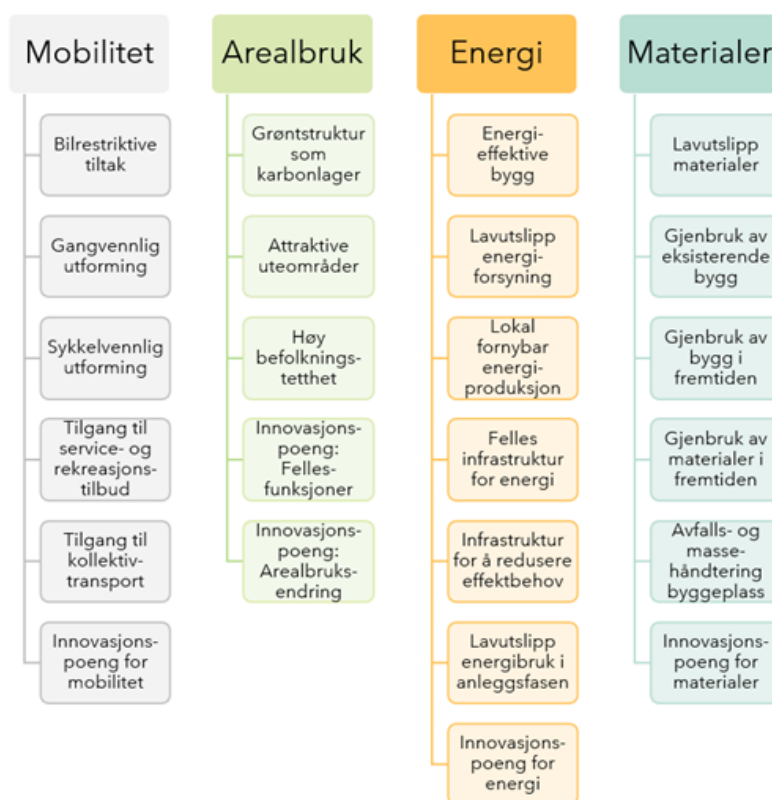 Mobilitet
Bilrestriktive
tiltak
Gangvennlig
utforming
Sykkelvennlig
utforming
Tilgang til
service- og
rekreasjons-
tilbud
Tilgang til
kollektiv-
transport
Innovasjons-
poeng for
mobilitet
Arealbruk
Grøntstruktur
som
karbonlager
Attraktive
uteområder
Høy
befolknings-
tetthet
Innovasjons-
poeng:
Felles-
funksjoner
Innovasjons-
poeng:
Arealbruks-
endring
Energi
Energi-
effektive
bygg
Lavutslipp
energi-
forsyning
Lokal
fornybar
energi-
produksjon
Felles
infrastruktur
for energi
Infrastruktur
for å redusere
effektbehov
Lavutslipp
energibruk i
anleggsfasen
Innovasjons-
poeng for
energi
Materialer
Lavutslipp
materialer
Gjenbruk av
eksisterende
bygg
Gjenbruk av
bygg i
fremtiden
Gjenbruk av
materialer i
fremtiden
Avfalls- og
masse-
håndtering
byggeplass
Innovasjons-
poeng for
materialer